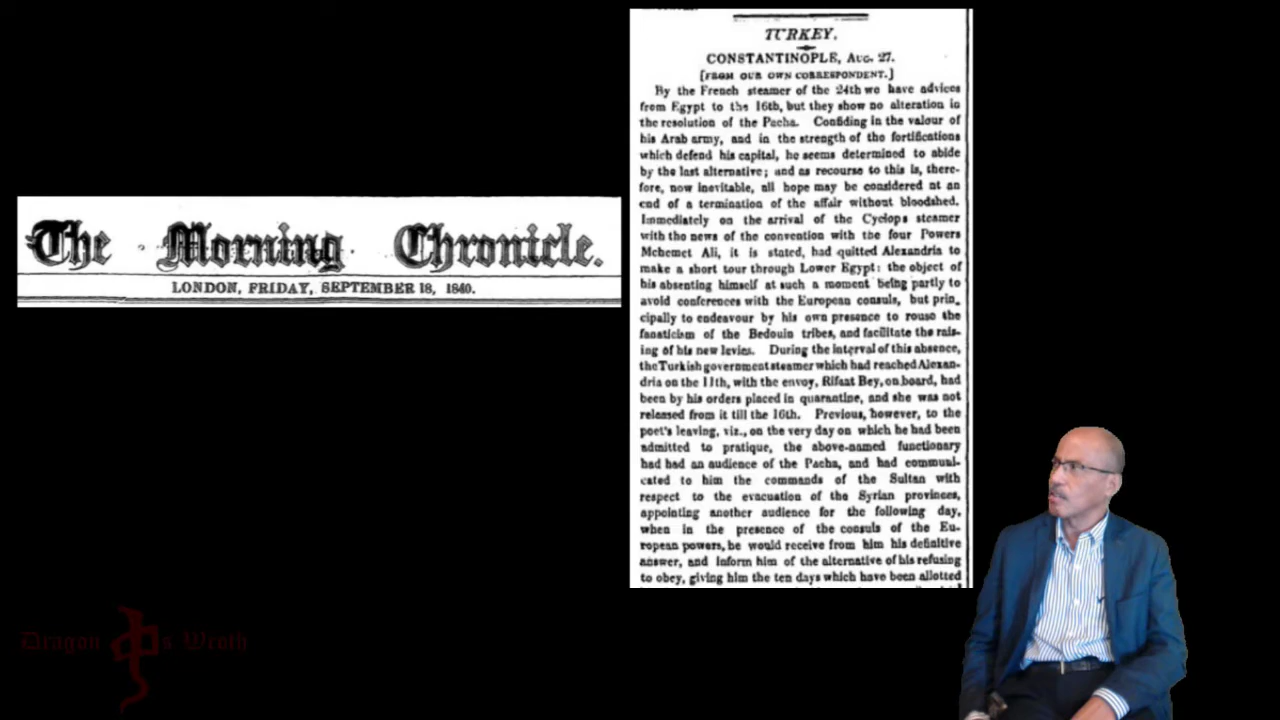 The Morning Chronicle.
LONDON, FRIDAY, SEPTEMBER 18, 1840.
TURKEY.
CONSTANTINOPLE, AUG. 27.
[FROM OUR OWN CORRESPONDENT.]
By the French steamer of the 24th we have advices
from Egypt to the 16th, but they show no alteration in
the resolution of the Pacha. Confiding in the valour of
his Arab army, and in the strength of the fortifications
which defend his capital, he seems determined to abide
by the last alternative; and as recourse to this is, there-
fore, now inevitable, all hope may be considered at an
end of a termination of the affair without bloodshed.
Immediately on the arrival of the Cyclops steamer
with the news of the convention with the four Powers
Mehemet Ali, it is stated, had quitted Alexandria to
make a short tour through Lower Egypt: the object of
his absenting himself at such a moment being partly to
avoid conferences with the European consuls, but prin-
cipally to endeavour by his own presence to rouse the
fanaticism of the Bedouin tribes, and facilitate the rais-
ing of his new levies. During the interval of this absence,
the Turkish government steamer which had reached Alexan-
dria on the 11th, with the envoy, Rifaat Bey, on board, had
been by his orders placed in quarantine, and she was not
released from it till the 16th. Previous, however, to the
poet's leaving, viz., on the very day on which he had been
admitted to pratique, the above-named functionary
had had an audience of the Pacha, and had communi-
cated to him the commands of the Sultan with
respect to the evacuation of the Syrian provinces,
appointing another audience for the following day,
when in the presence of the consuls of the Eu-
ropean powers, he would receive from him his definitive
answer, and inform him of the alternative of his refusing
to obey, giving him the ten days which have been allotted
Dragon s Wroth